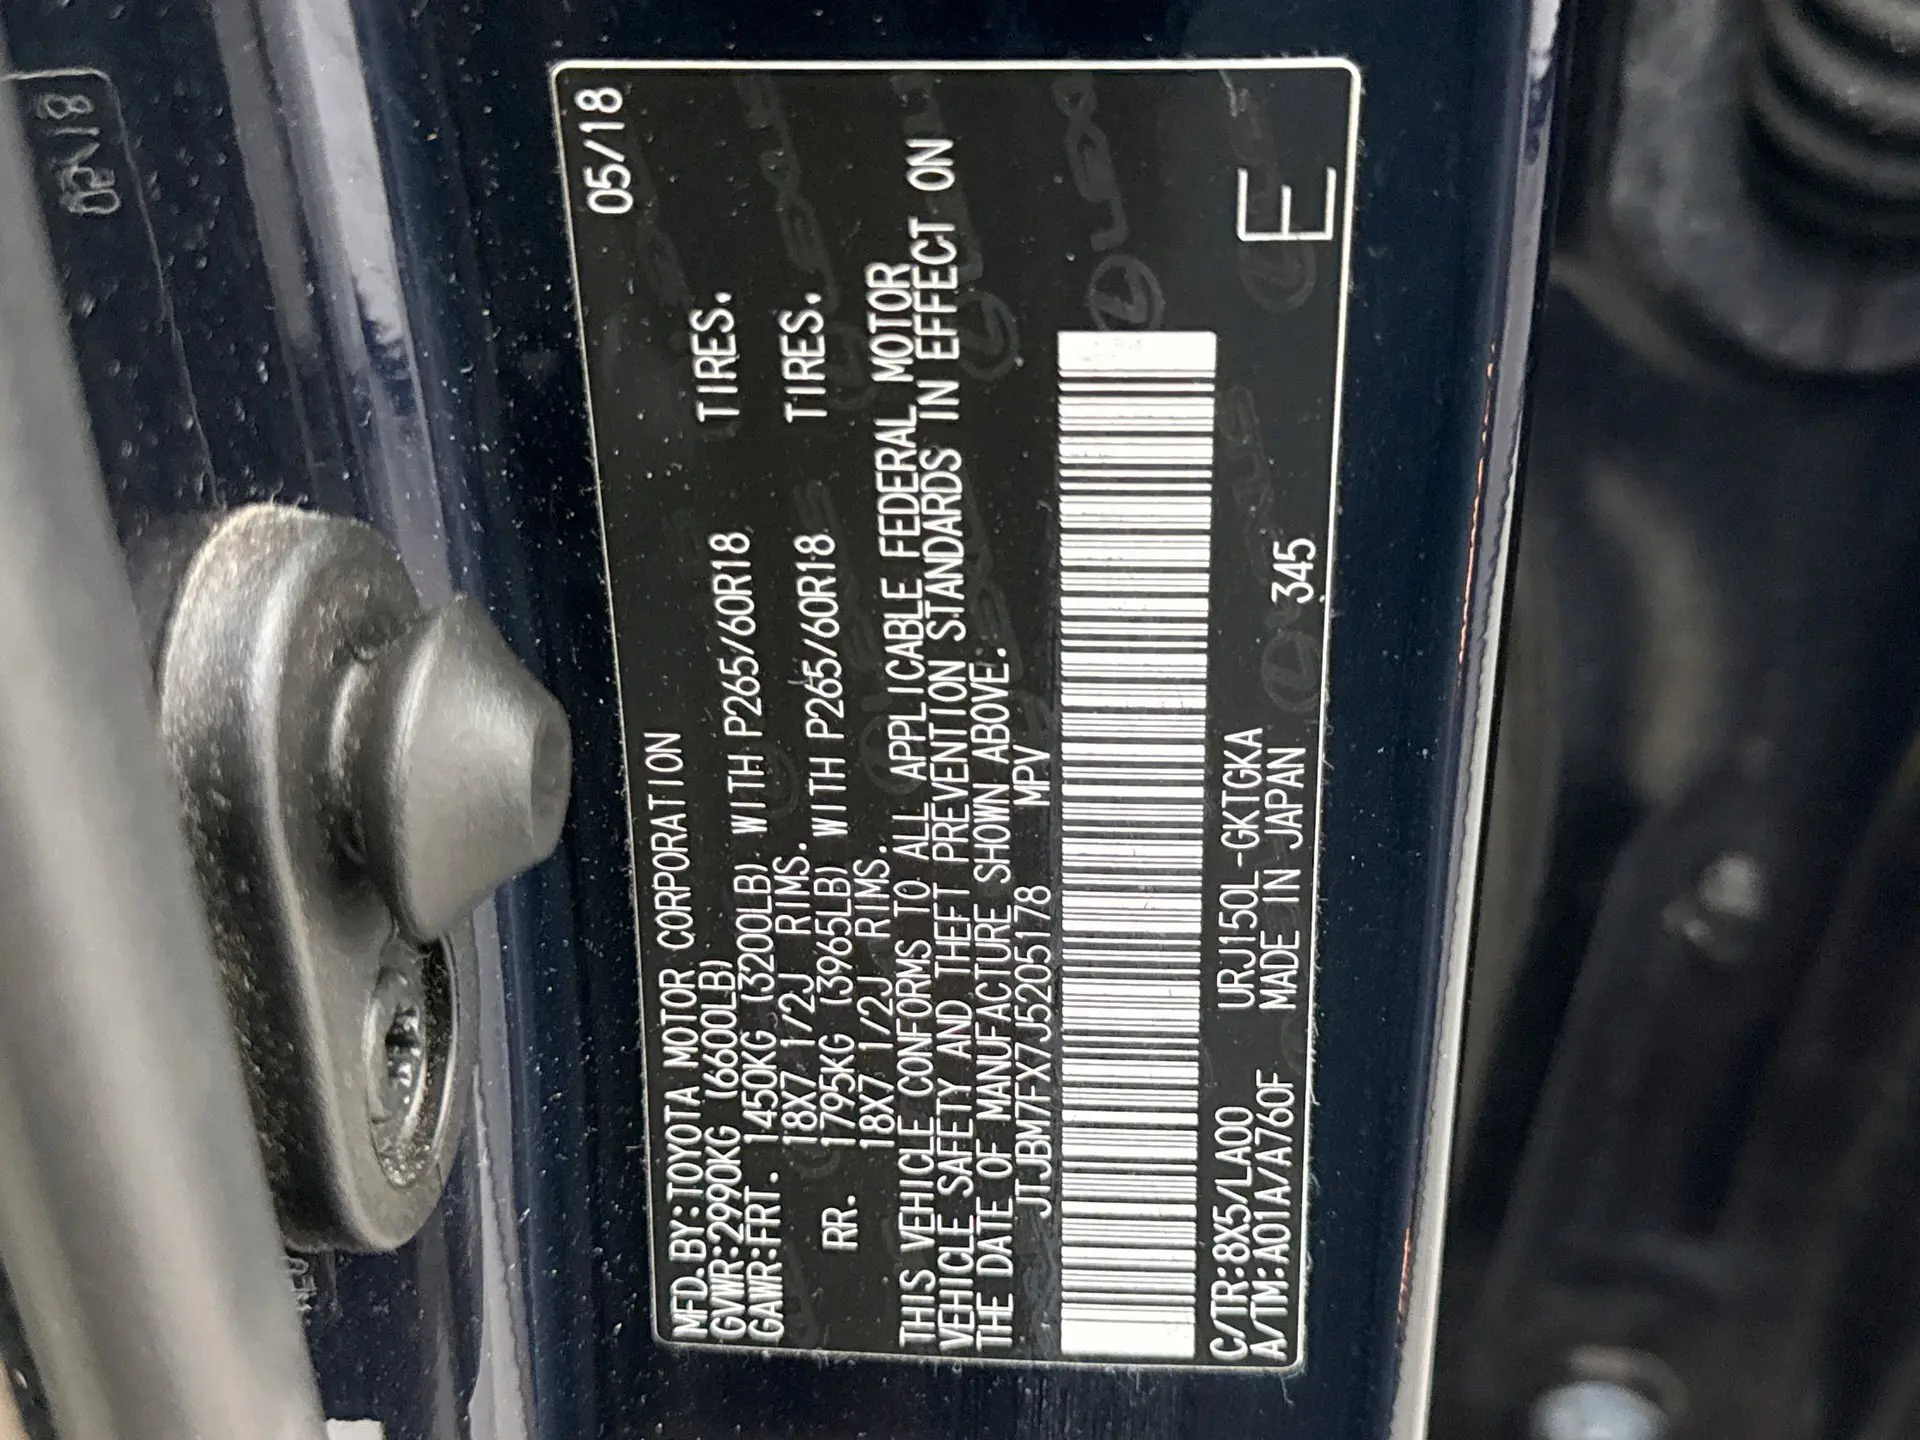 05/18
MFD.BY:TOYOTA MOTOR CORPORATION
GVWR:2990KG (6600LB)
GAWR:FRT. 1450KG (3200LB) WITH P265/60R18 TIRES.
18X7 1/2J RIMS.
RR. 1795KG (3965LB) WITH P265/60R18 TIRES.
18X7 1/2J RIMS.
THIS VEHICLE CONFORMS TO ALL APPLICABLE FEDERAL MOTOR
VEHICLE SAFETY AND THEFT PREVENTION STANDARDS IN EFFECT ON
THE DATE OF MANUFACTURE SHOWN ABOVE.
JTJBM7FX7J5205178 MPV
C/TR:8X5/LA00 URJ150L-GKTGKA
A/TM:A01A/A760F MADE IN JAPAN 345
E
LEXUS